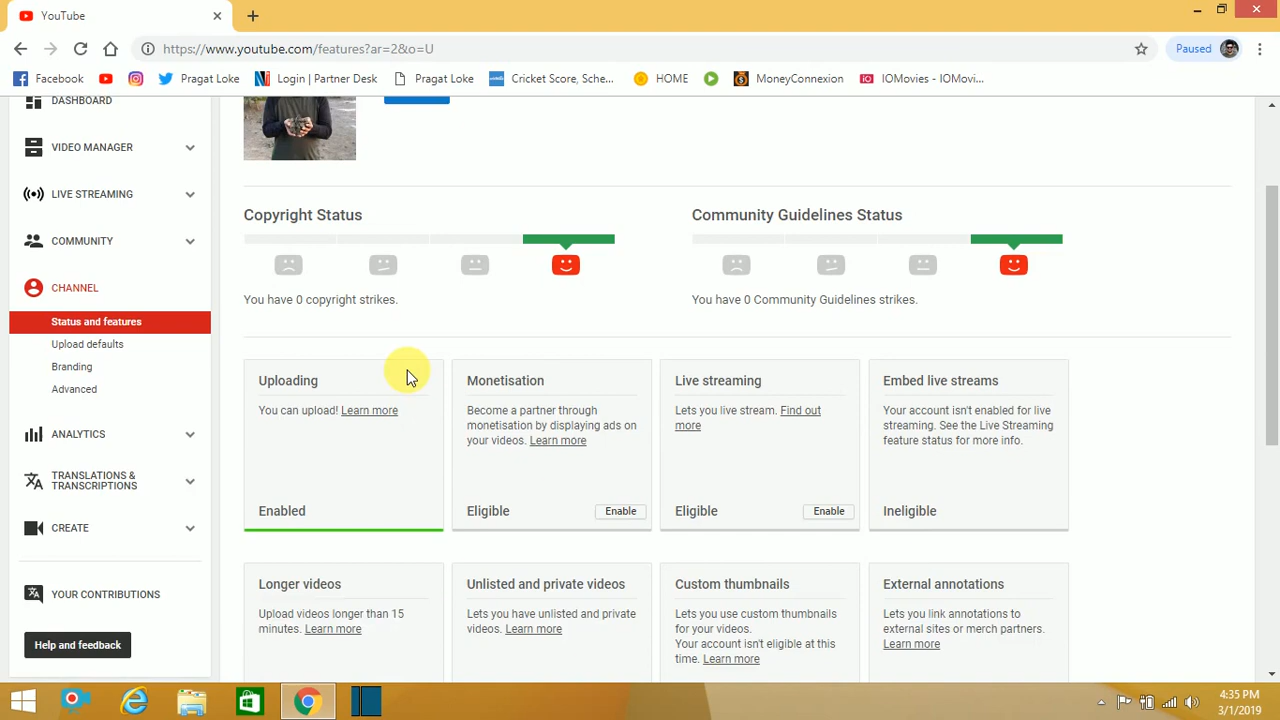 YouTube
https://www.youtube.com/features?ar=2&o=U
Paused
Facebook
Pragat Loke
Login | Partner Desk
Pragat Loke
Cricket Score, Sche...
HOME
MoneyConnexion
IOMovies - IOMovi...
DASHBOARD
VIDEO MANAGER
LIVE STREAMING
COMMUNITY
CHANNEL
Status and features
Upload defaults
Branding
Advanced
ANALYTICS
TRANSLATIONS &
TRANSCRIPTIONS
CREATE
YOUR CONTRIBUTIONS
Help and feedback
Copyright Status
You have 0 copyright strikes.
Community Guidelines Status
You have 0 Community Guidelines strikes.
Uploading
You can upload! Learn more
Enabled
Monetisation
Become a partner through
monetisation by displaying ads on
your videos. Learn more
Eligible
Enable
Live streaming
Lets you live stream. Find out
more
Eligible
Enable
Embed live streams
Your account isn't enabled for live
streaming. See the Live Streaming
feature status for more info.
Ineligible
Longer videos
Upload videos longer than 15
minutes. Learn more
Unlisted and private videos
Lets you have unlisted and private
videos. Learn more
Custom thumbnails
Lets you use custom thumbnails
for your videos.
Your account isn't eligible at this
time. Learn more
External annotations
Lets you link annotations to
external sites or merch partners.
Learn more
4:35 PM
3/1/2019